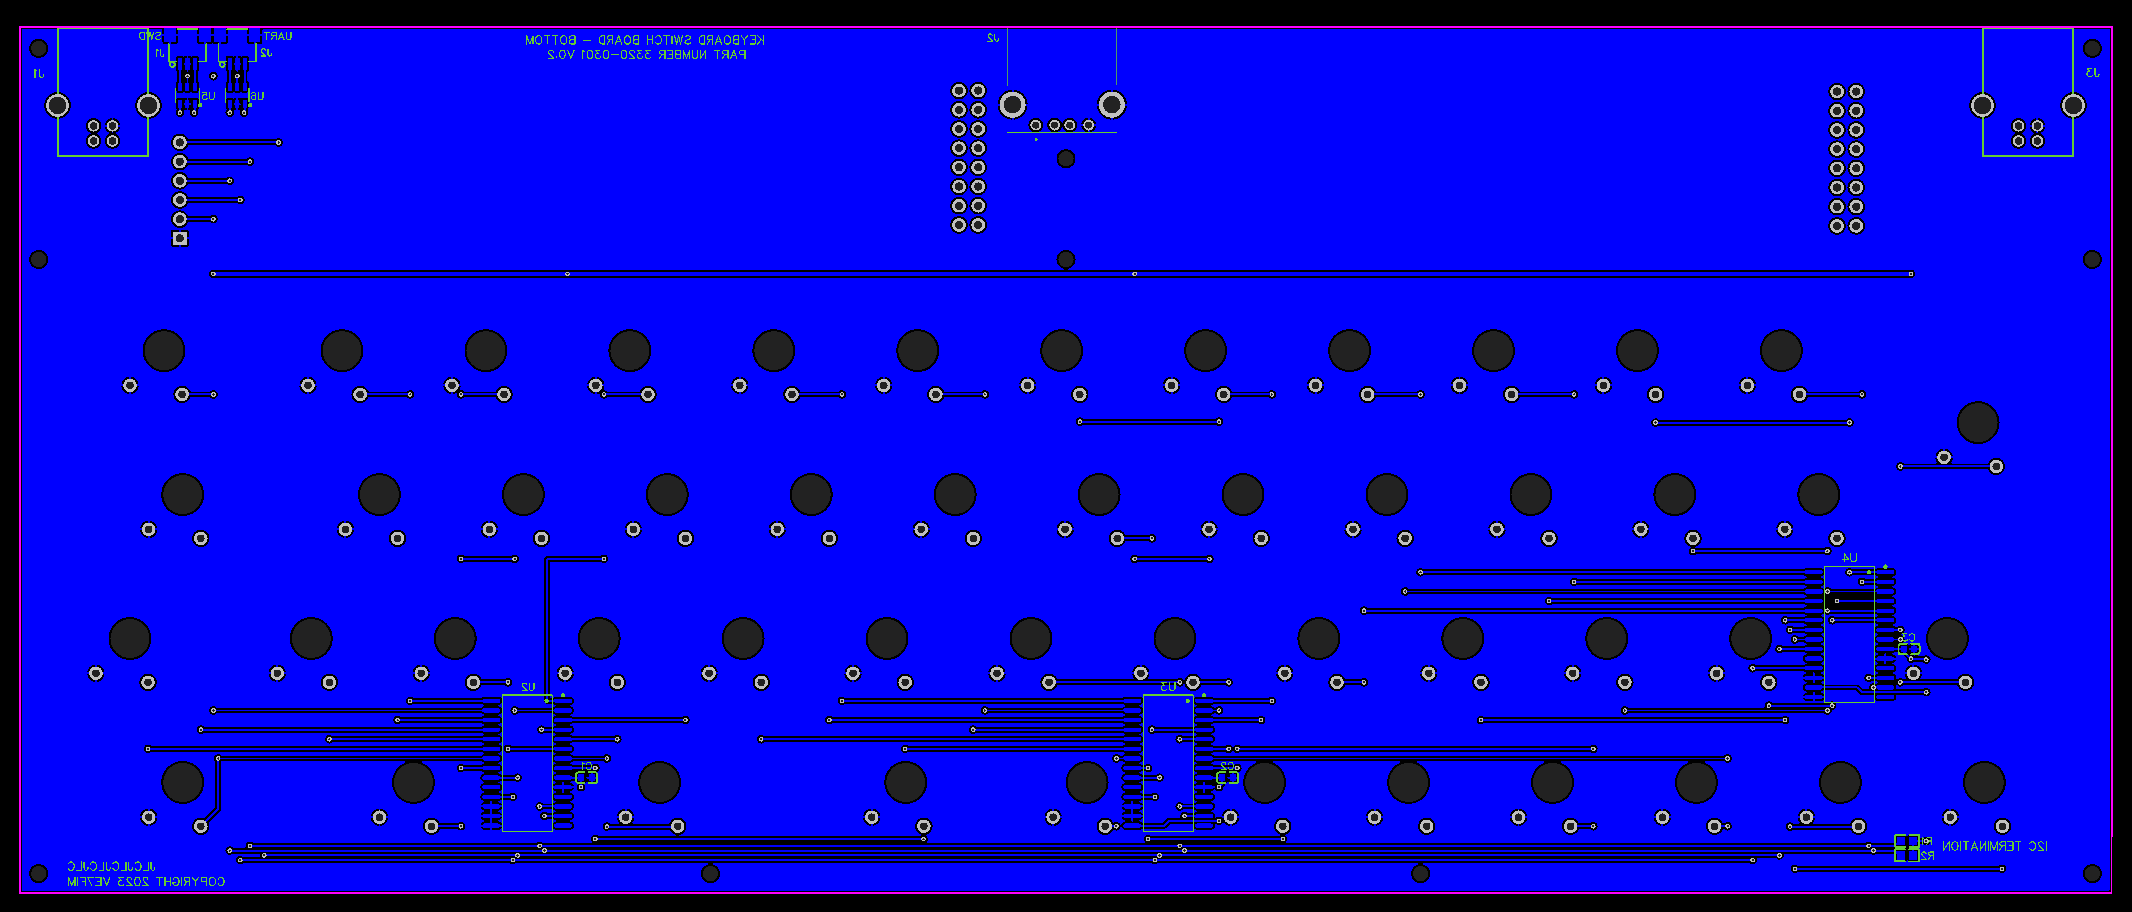 SWD
UART
J1
J2
J1
U5
U6
KEYBOARD SWITCH BOARD - BOTTOM
PART NUMBER 3320-0301 V0.2
J2
J3
U4
C3
U2
U3
C1
C2
R1
R2
I2C TERMINATION
JLCJLCJLCJLC
COPYRIGHT VE7FIM 2023